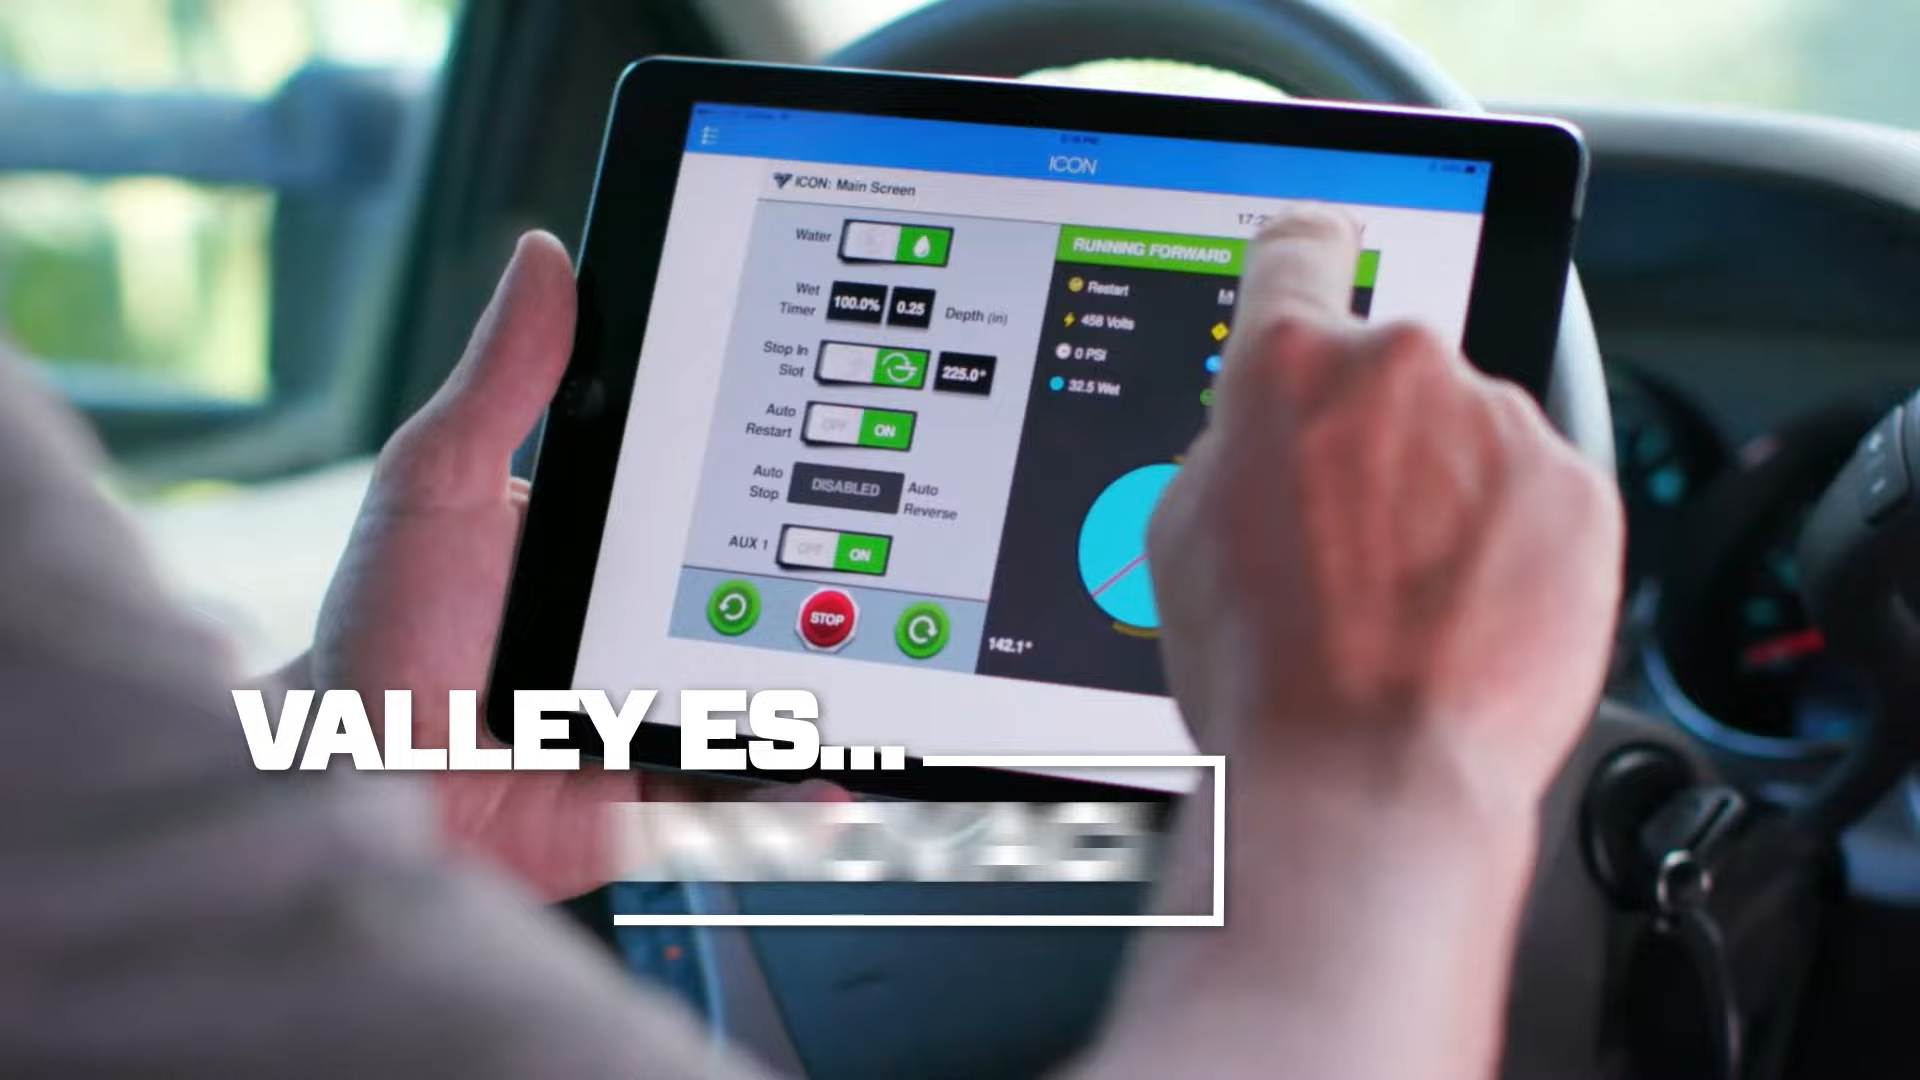 ICON
ICON: Main Screen
Water
Wet Timer 100.0% 0.25 Depth (in)
Stop In Slot 225.0°
Auto Restart OFF ON
Auto Stop DISABLED Auto Reverse
AUX 1 OFF ON
STOP
RUNNING FORWARD
Restart
458 Volts
0 PSI
32.5 Wet
142.1°
VALLEY ES...